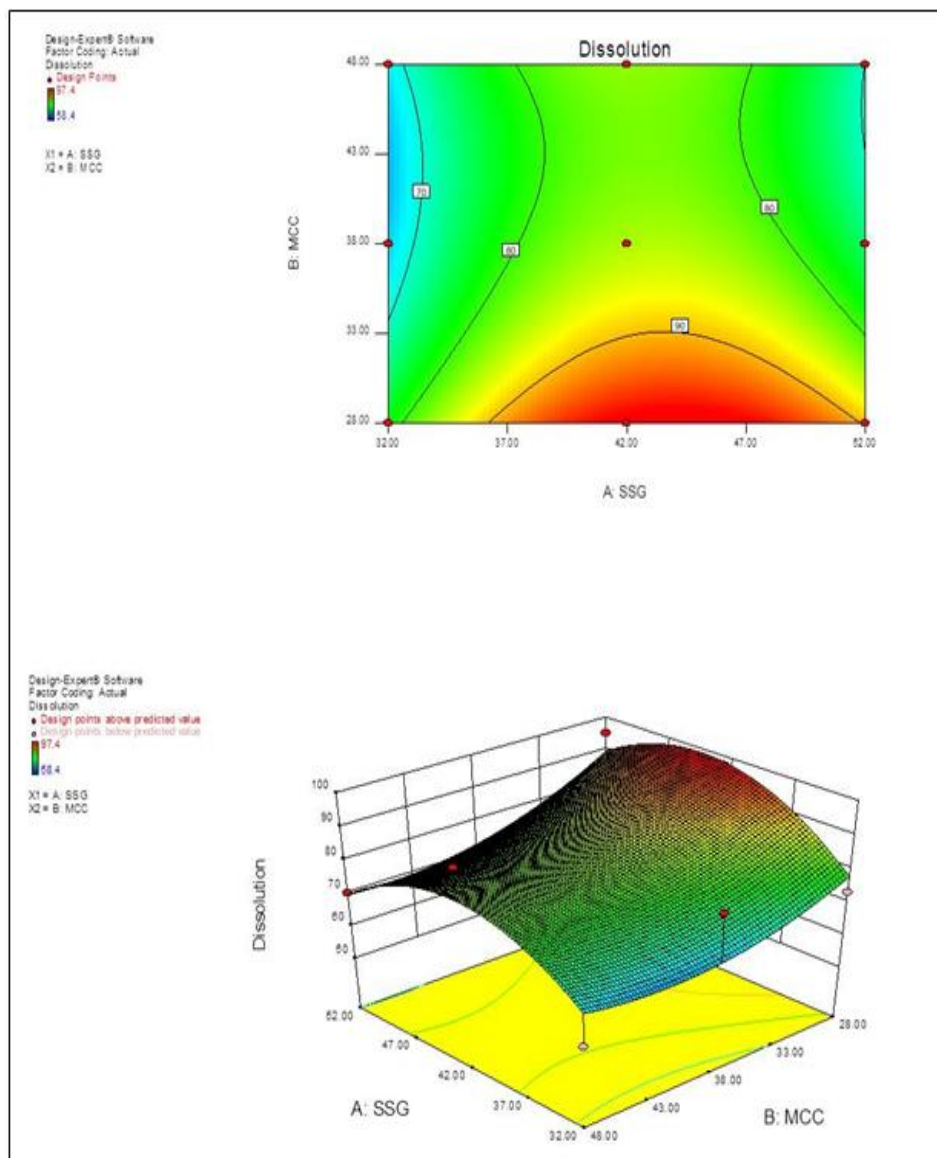 Design-Expert® Software
Factor Coding: Actual
Dissolution
Design Points
97.4
58.4
X1 = A: SSG
X2 = B: MCC
Dissolution
48.00
43.00
38.00
33.00
28.00
B: MCC
70
80
80
90
32.00 37.00 42.00 47.00 52.00
A: SSG
Design-Expert® Software
Factor Coding: Actual
Dissolution
Design points above predicted value
Design points below predicted value
97.4
58.4
X1 = A: SSG
X2 = B: MCC
100
90
80
70
60
50
Dissolution
52.00
47.00
42.00
37.00
32.00
A: SSG
28.00
33.00
38.00
43.00
48.00
B: MCC